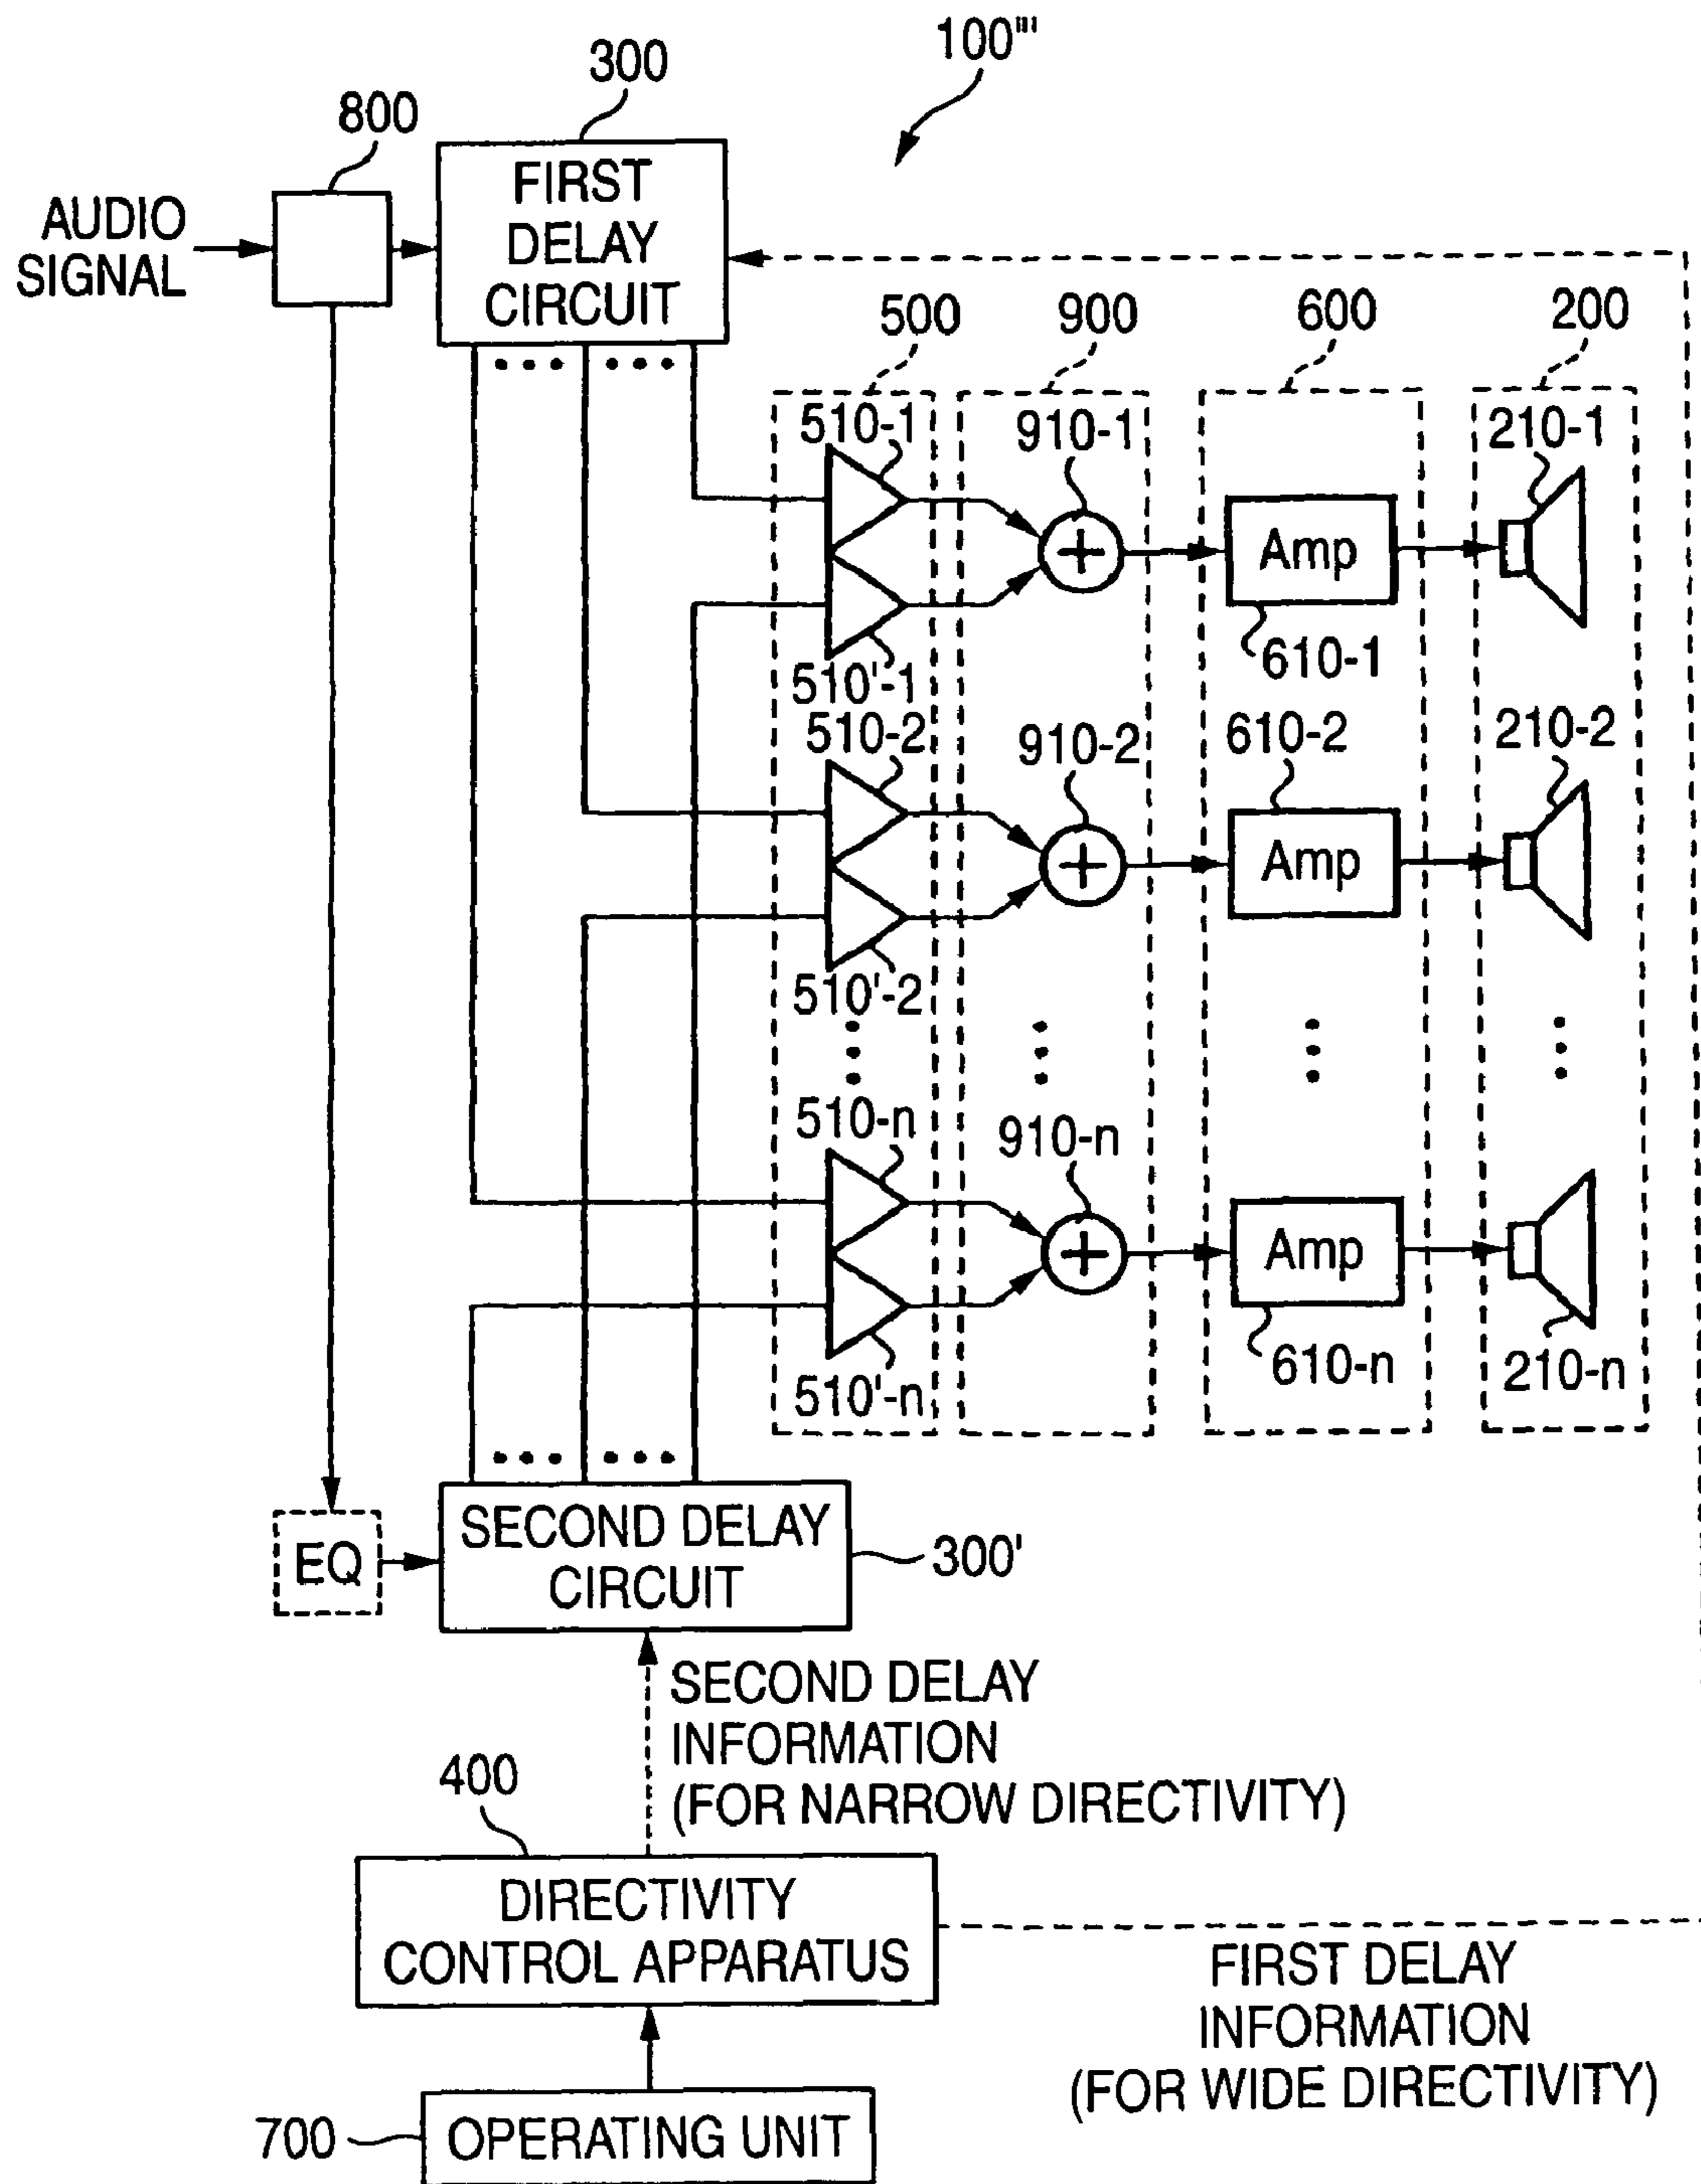 100'''
300
800
FIRST
DELAY
CIRCUIT
AUDIO
SIGNAL
500
900
600
200
510-1
910-1
210-1
Amp
610-1
510'-1
510-2
910-2
610-2
210-2
Amp
510'-2
510-n
910-n
Amp
610-n
210-n
510'-n
EQ
SECOND DELAY
CIRCUIT
300'
SECOND DELAY
INFORMATION
(FOR NARROW DIRECTIVITY)
400
DIRECTIVITY
CONTROL APPARATUS
FIRST DELAY
INFORMATION
(FOR WIDE DIRECTIVITY)
700
OPERATING UNIT